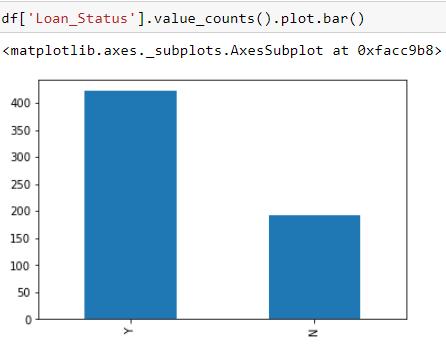 df['Loan_Status'].value_counts().plot.bar()
<matplotlib.axes._subplots.AxesSubplot at 0xfacc9b8>
400
350
300
250
200
150
100
50
0
Y
N